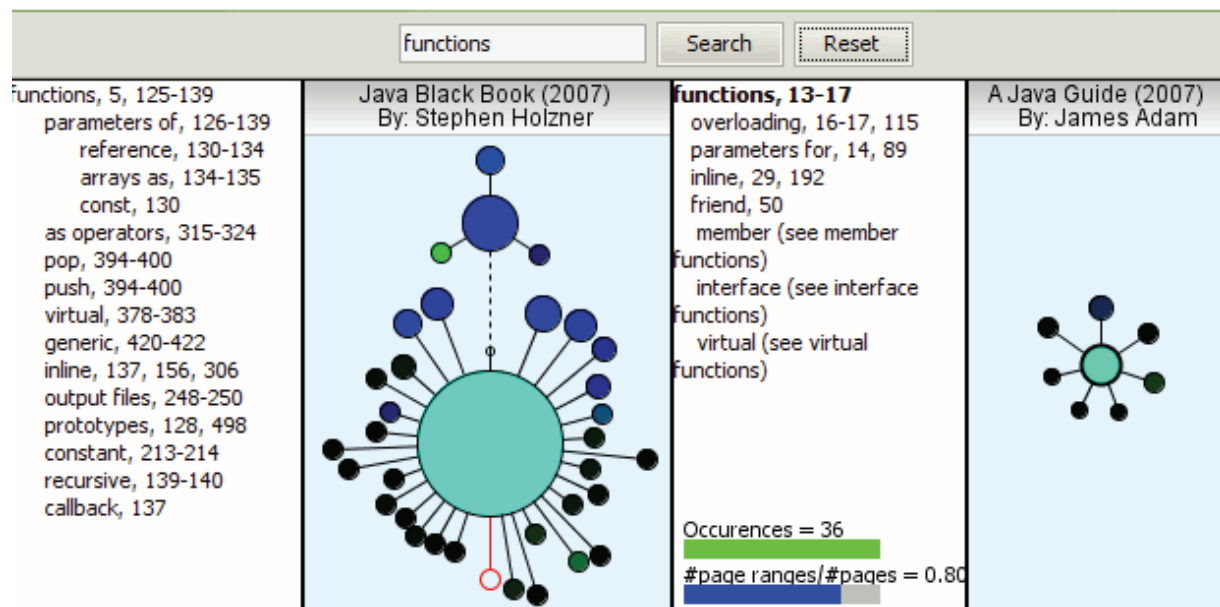 functions
Search
Reset
functions, 5, 125-139
parameters of, 126-139
reference, 130-134
arrays as, 134-135
const, 130
as operators, 315-324
pop, 394-400
push, 394-400
virtual, 378-383
generic, 420-422
inline, 137, 156, 306
output files, 248-250
prototypes, 128, 498
constant, 213-214
recursive, 139-140
callback, 137
Java Black Book (2007)
By: Stephen Holzner
functions, 13-17
overloading, 16-17, 115
parameters for, 14, 89
inline, 29, 192
friend, 50
member (see member
functions)
interface (see interface
functions)
virtual (see virtual
functions)
Occurences = 36
#page ranges/#pages = 0.80
A Java Guide (2007)
By: James Adam